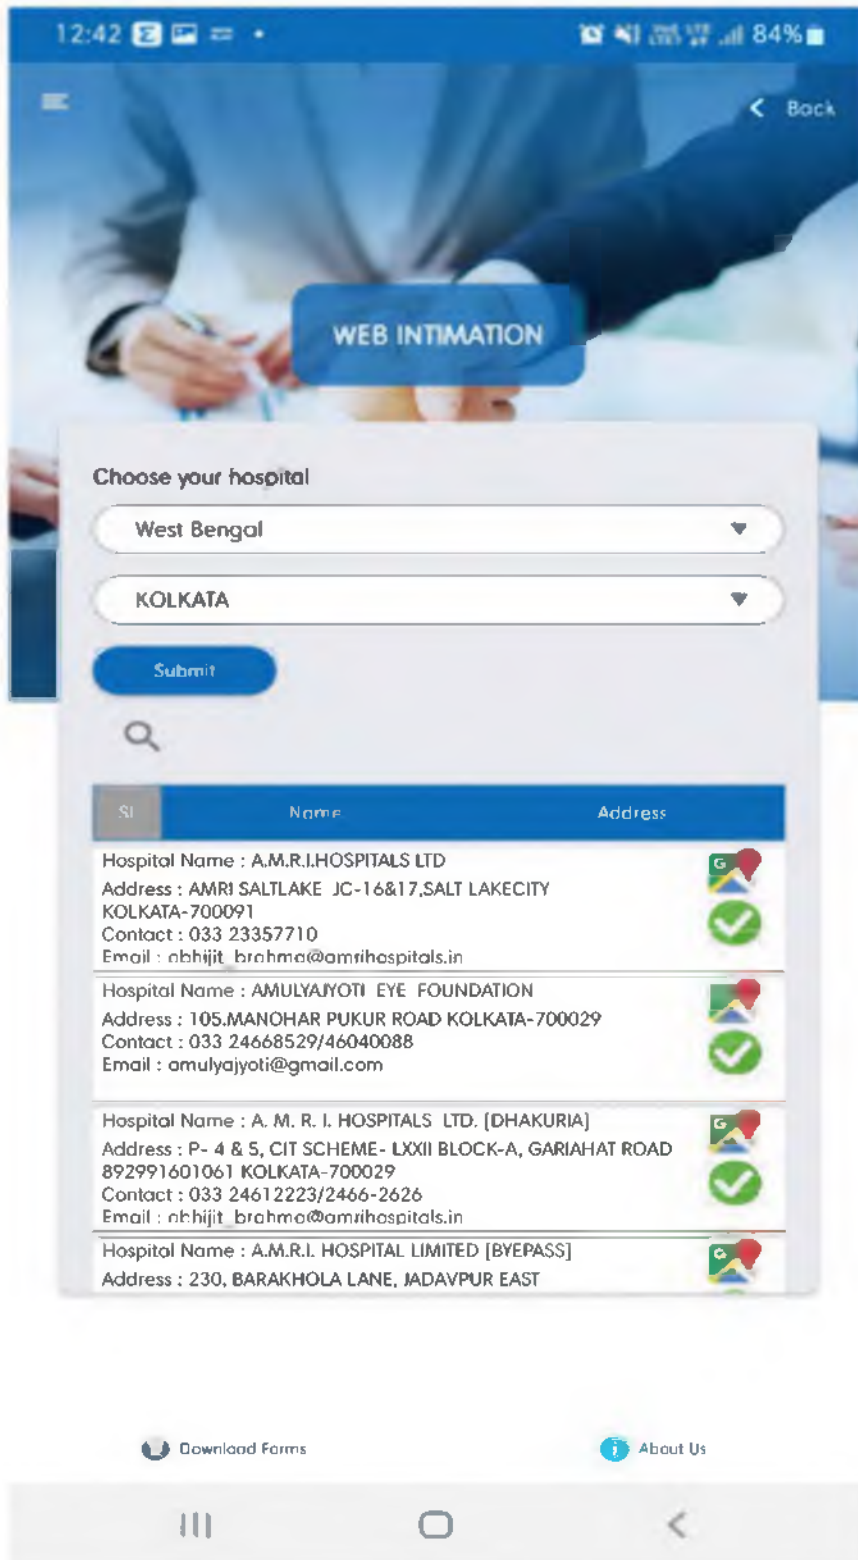 12:42
84%
Back
WEB INTIMATION
Choose your hospital
West Bengal
KOLKATA
Submit
Sl Name Address
Hospital Name : A.M.R.I.HOSPITALS LTD
Address : AMRI SALTLAKE JC-16&17,SALT LAKECITY
KOLKATA-700091
Contact : 033 23357710
Email : abhijit_brahma@amrihospitals.in
Hospital Name : AMULYAJYOTI EYE FOUNDATION
Address : 105,MANOHAR PUKUR ROAD KOLKATA-700029
Contact : 033 24668529/46040088
Email : amulyajyoti@gmail.com
Hospital Name : A. M. R. I. HOSPITALS LTD. [DHAKURIA]
Address : P- 4 & 5, CIT SCHEME- LXXII BLOCK-A, GARIAHAT ROAD
892991601061 KOLKATA-700029
Contact : 033 24612223/2466-2626
Email : abhijit_brahma@amrihospitals.in
Hospital Name : A.M.R.I. HOSPITAL LIMITED [BYEPASS]
Address : 230, BARAKHOLA LANE, JADAVPUR EAST
Download Forms
About Us